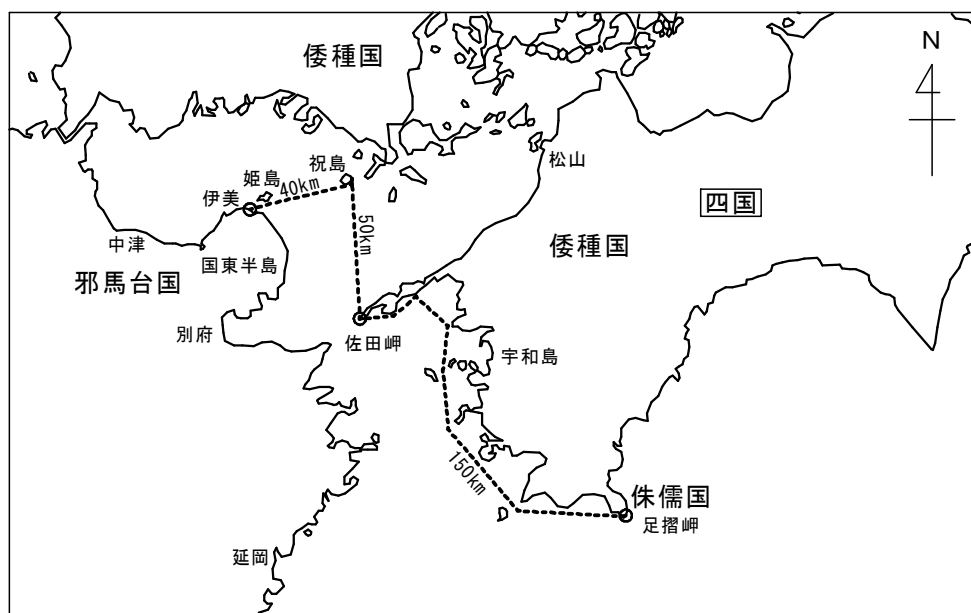 倭種国
N
祝島
姫島
40km
伊美
松山
四国
50km
中津
国東半島
倭種国
邪馬台国
別府
佐田岬
宇和島
150km
侏儒国
足摺岬
延岡